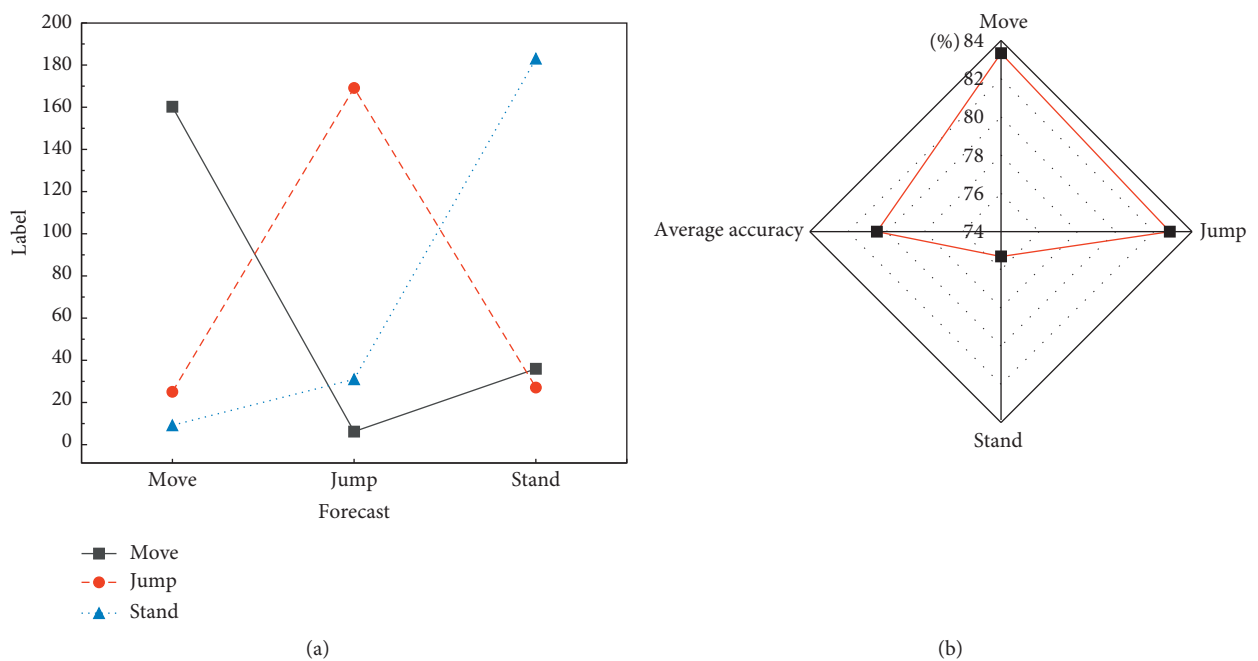 200
180
160
140
120
100
80
60
40
20
0
Label
Move Jump Stand
Forecast
Move
Jump
Stand
(a)
Move
(%) 84
82
80
78
76
74
Average accuracy
Jump
Stand
(b)